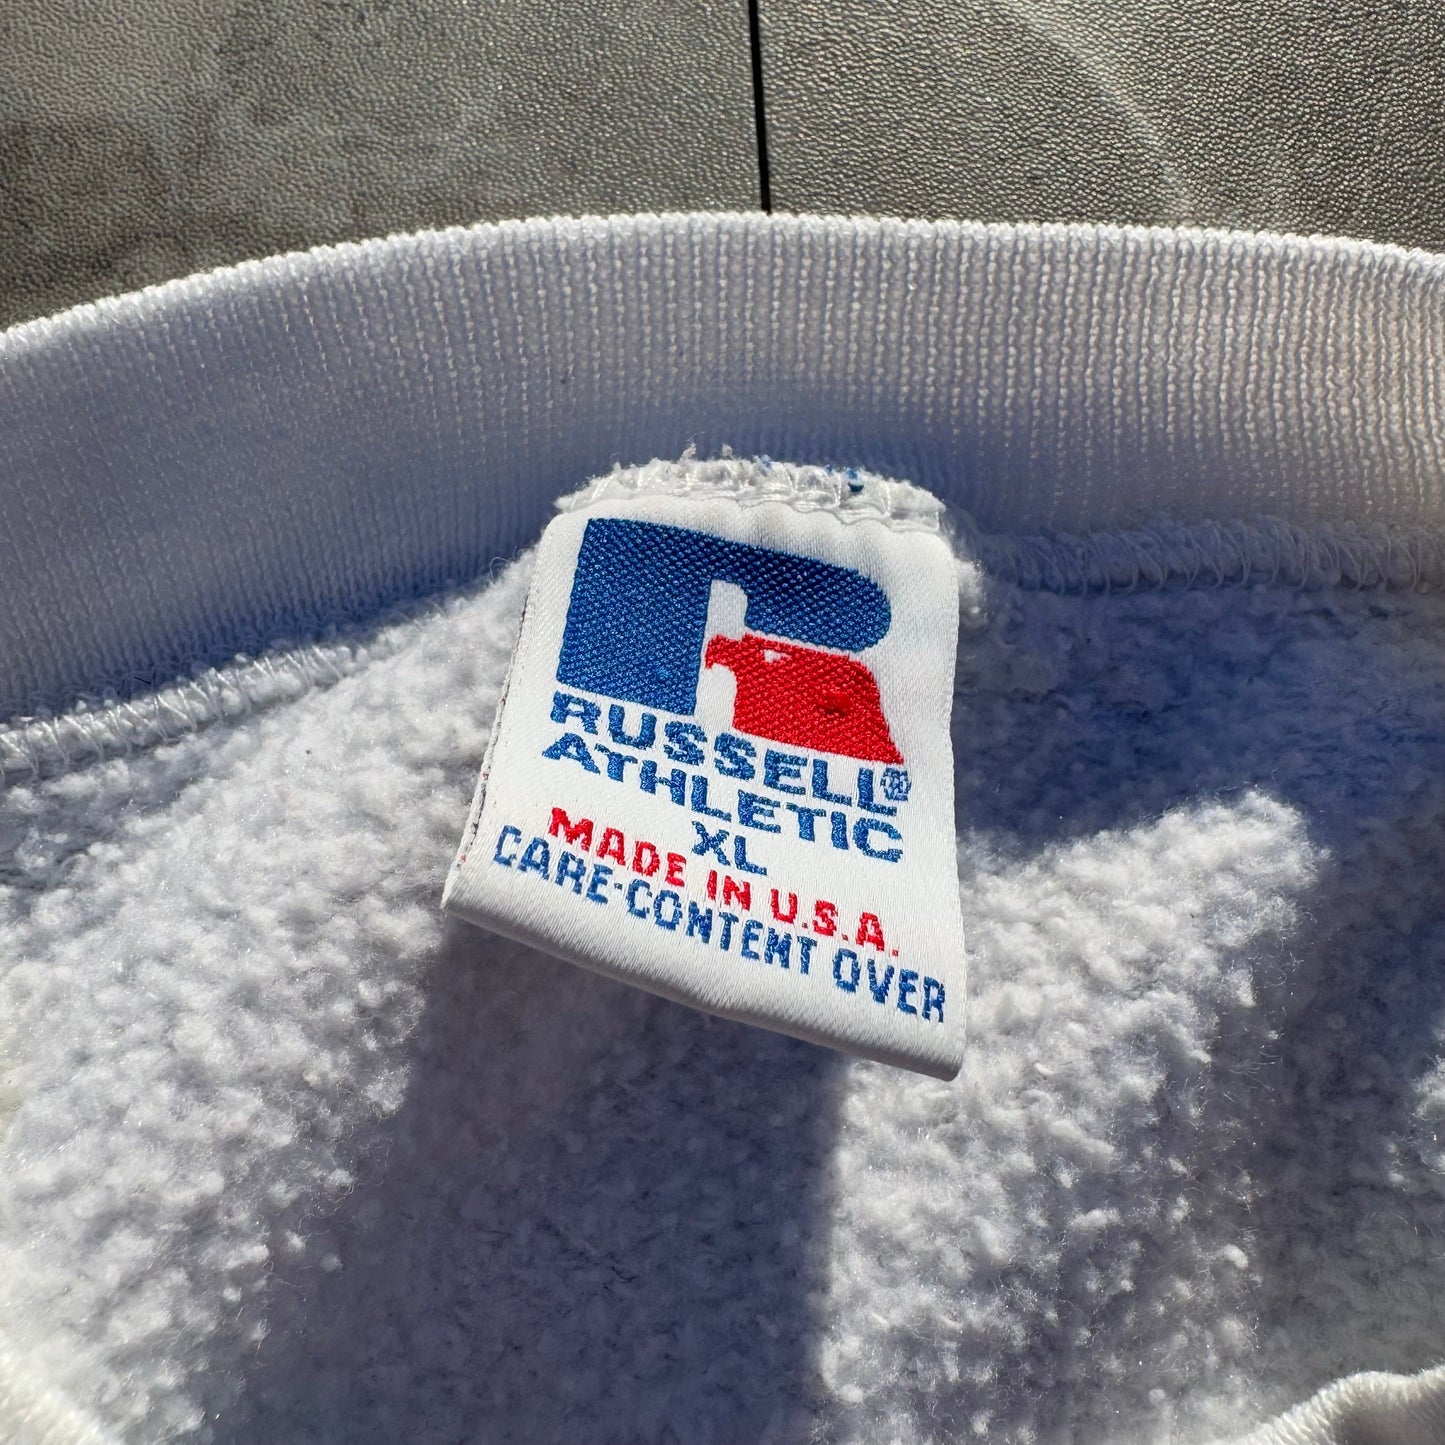 RUSSELL®
ATHLETIC
XL
MADE IN U.S.A.
CARE-CONTENT OVER